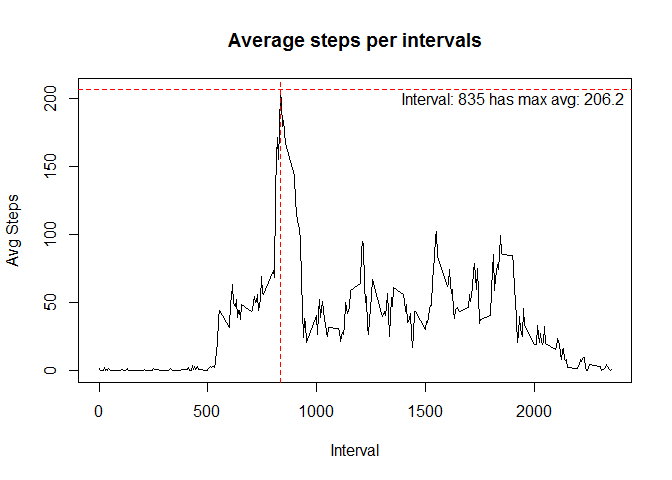 Average steps per intervals
Interval: 835 has max avg: 206.2
Avg Steps
200
150
100
50
0
0 500 1000 1500 2000
Interval